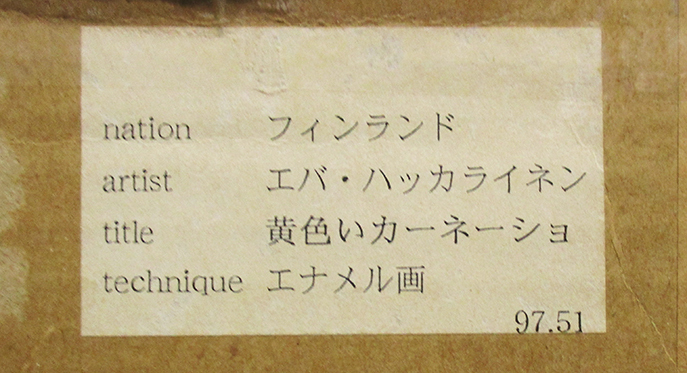 nation フィンランド
artist エバ・ハッカライネン
title 黄色いカーネーショ
technique エナメル画
97.51